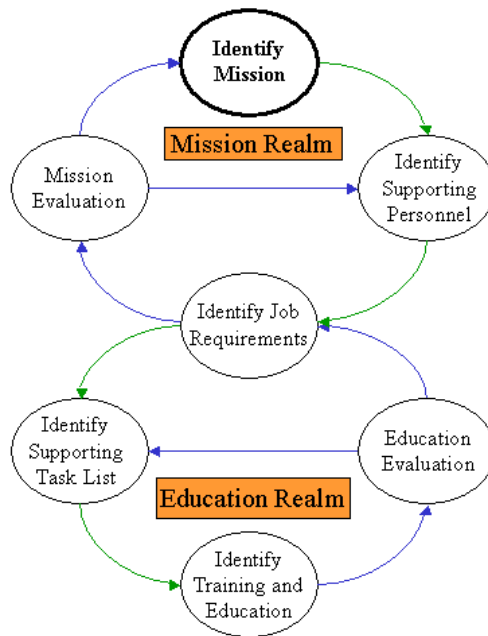 Identify
Mission
Mission Realm
Mission
Evaluation
Identify
Supporting
Personnel
Identify Job
Requirements
Identify
Supporting
Task List
Education
Evaluation
Education Realm
Identify
Training and
Education